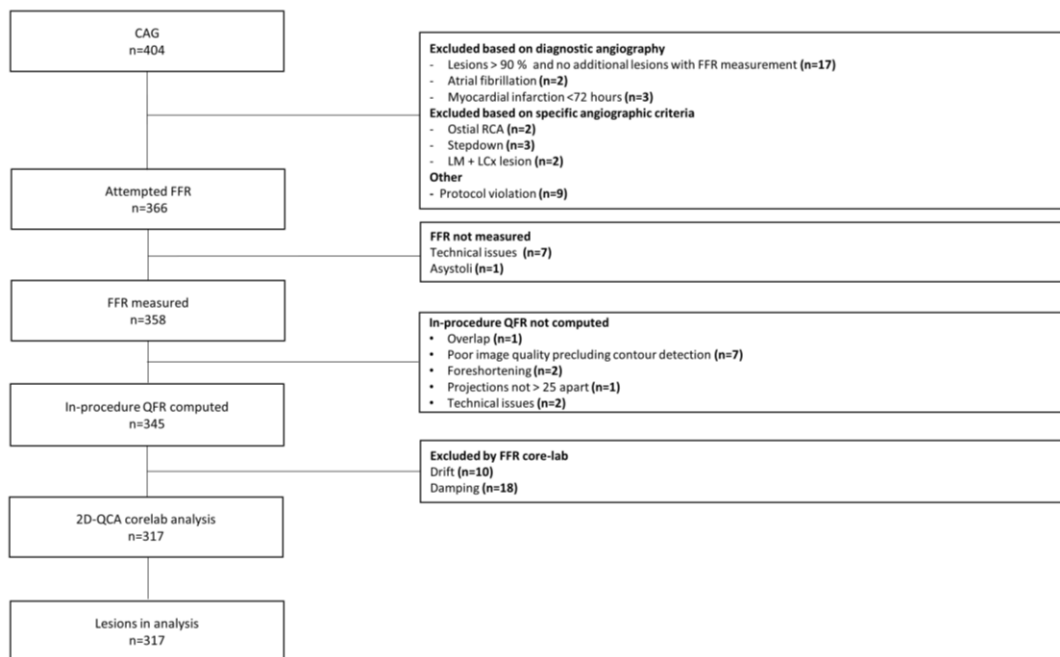 CAG
n=404
Excluded based on diagnostic angiography
- Lesions > 90 % and no additional lesions with FFR measurement (n=17)
- Atrial fibrillation (n=2)
- Myocardial infarction <72 hours (n=3)
Excluded based on specific angiographic criteria
- Ostial RCA (n=2)
- Stepdown (n=3)
- LM + LCx lesion (n=2)
Other
- Protocol violation (n=9)
Attempted FFR
n=366
FFR not measured
Technical issues (n=7)
Asystoli (n=1)
FFR measured
n=358
In-procedure QFR not computed
• Overlap (n=1)
• Poor image quality precluding contour detection (n=7)
• Foreshortening (n=2)
• Projections not > 25 apart (n=1)
• Technical issues (n=2)
In-procedure QFR computed
n=345
Excluded by FFR core-lab
Drift (n=10)
Damping (n=18)
2D-QCA corelab analysis
n=317
Lesions in analysis
n=317